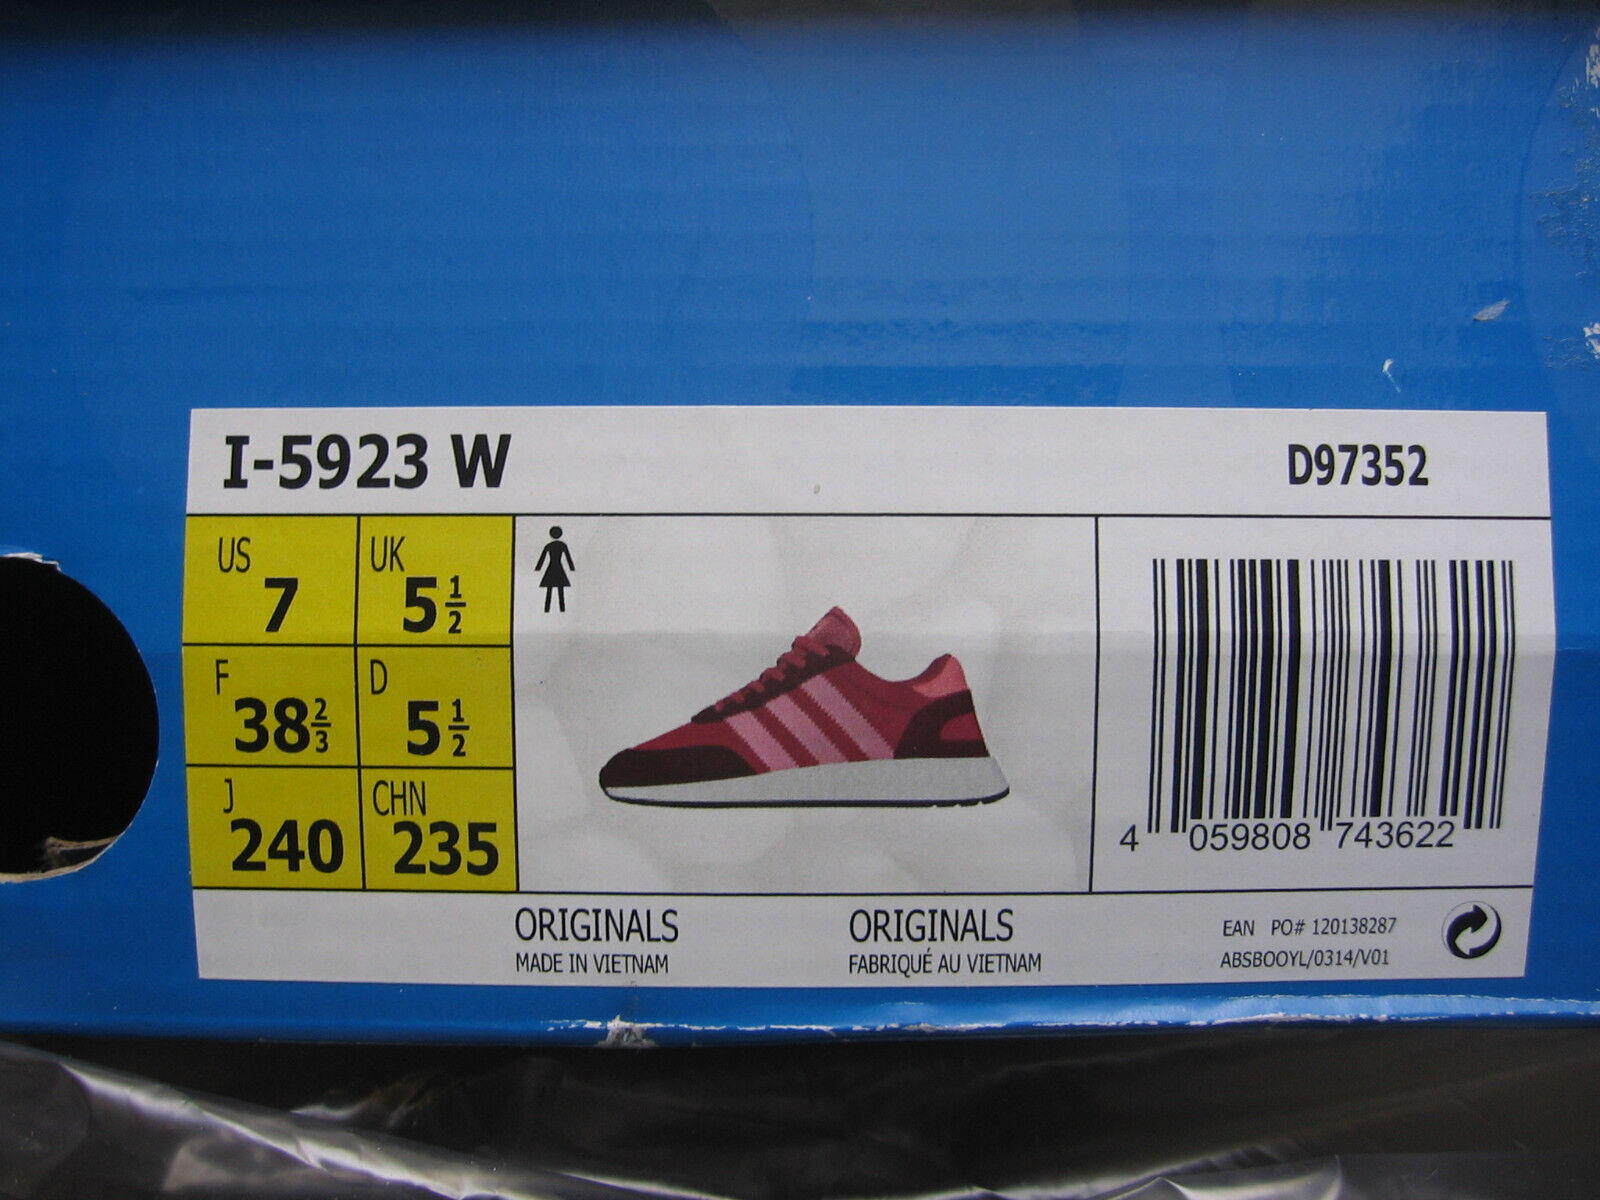 I-5923 W D97352
US 7 UK 5 1/2
F 38 2/3 D 5 1/2
J 240 CHN 235
4 059808 743622
ORIGINALS ORIGINALS
MADE IN VIETNAM FABRIQUÉ AU VIETNAM
EAN PO# 120138287
ABSBOOYL/0314/V01